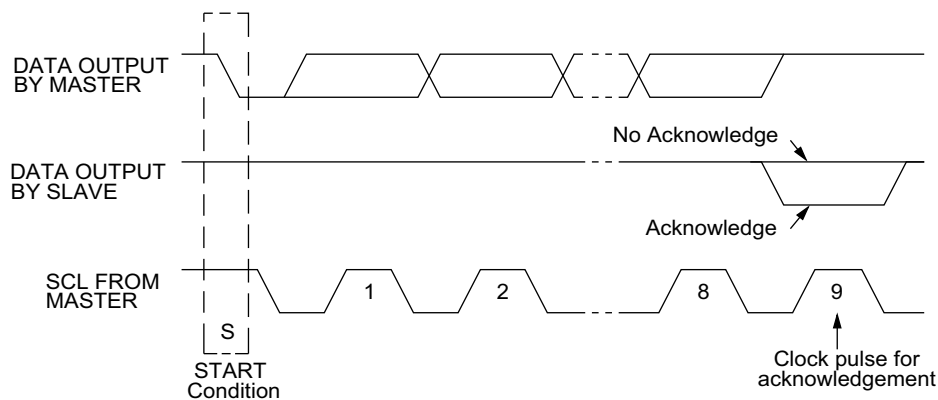 DATA OUTPUT
BY MASTER
No Acknowledge
DATA OUTPUT
BY SLAVE
Acknowledge
SCL FROM
MASTER
1
2
8
9
S
START
Condition
Clock pulse for
acknowledgement